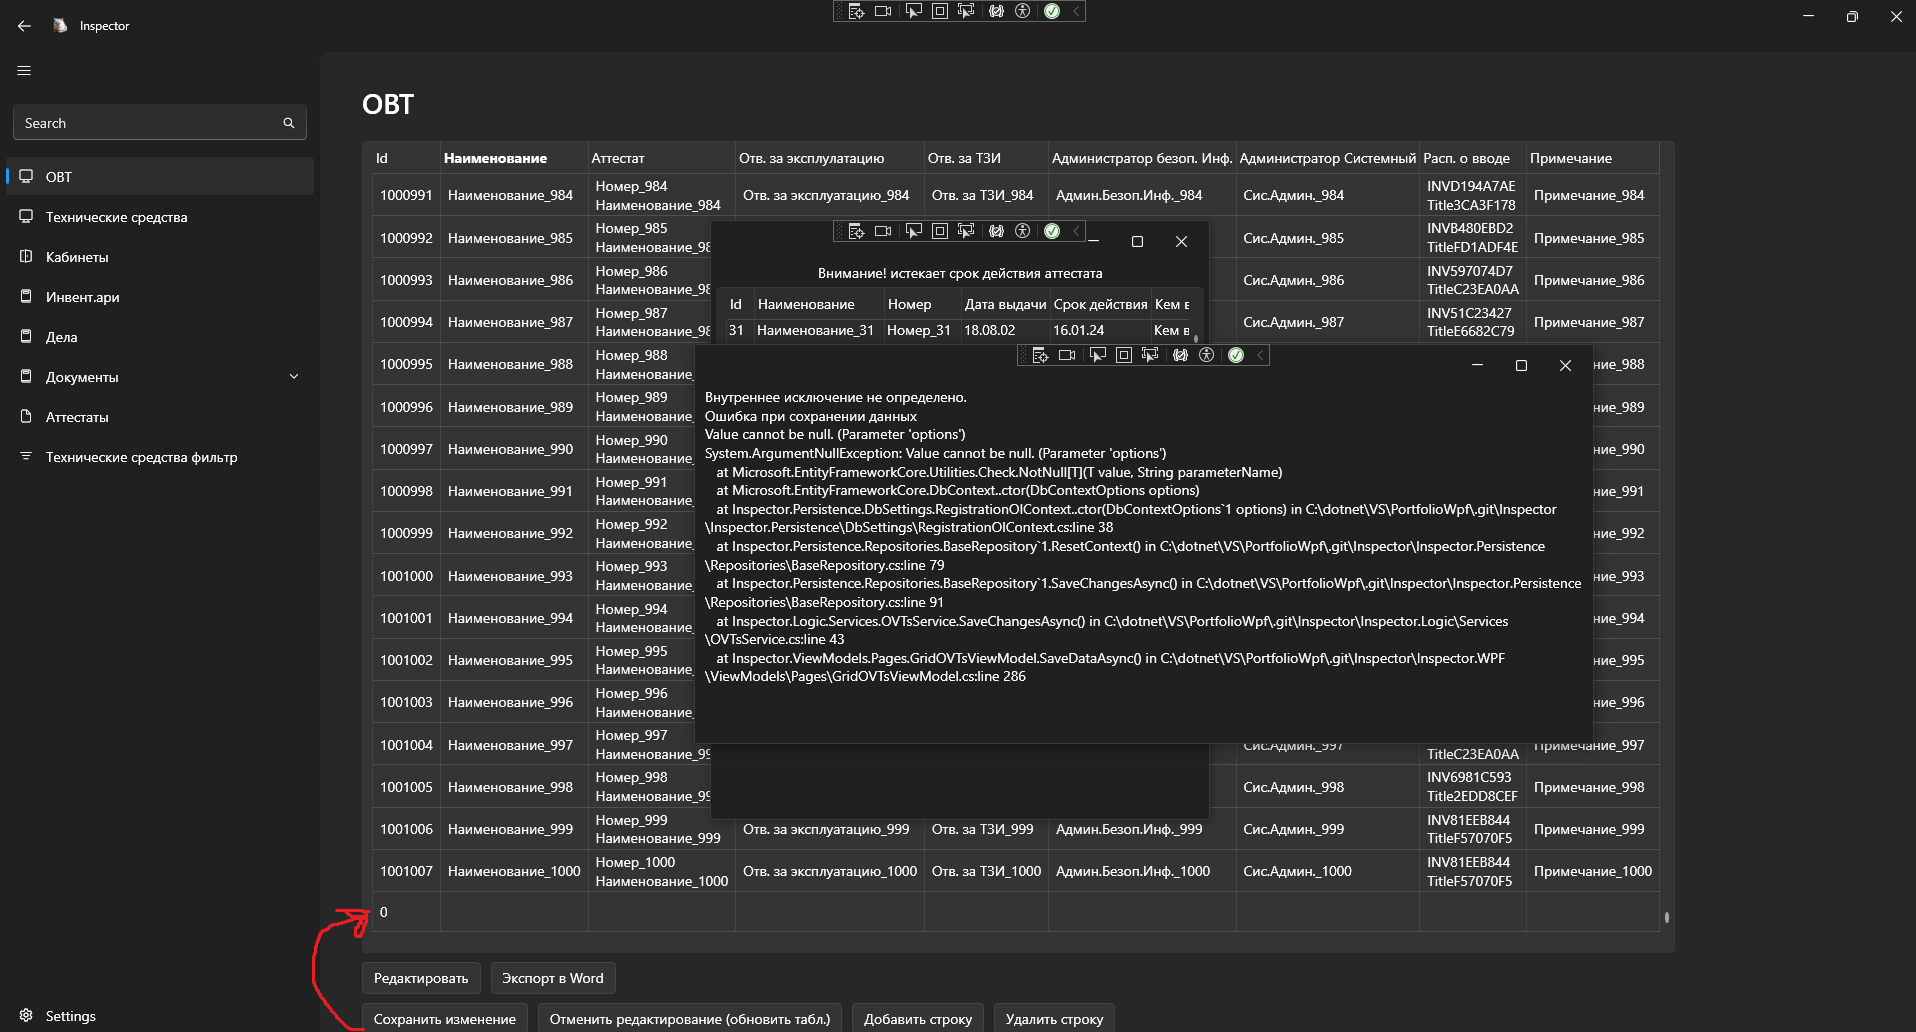 Inspector
Search
ОВТ
Технические средства
Кабинеты
Инвент.ари
Дела
Документы
Аттестаты
Технические средства фильтр
Settings
ОВТ
Id Наименование Аттестат Отв. за эксплулатацию Отв. за ТЗИ Администратор безоп. Инф. Администратор Системный Расп. о вводе Примечание
1000991 Наименование_984 Номер_984 Наименование_984 Отв. за эксплуатацию_984 Отв. за ТЗИ_984 Админ.Безоп.Инф._984 Сис.Админ._984 INVD194A7AE Title3CA3F178 Примечание_984
1000992 Наименование_985 Номер_985 Наименование_98 Сис.Админ._985 INVB480EBD2 TitleFD1ADF4E Примечание_985
1000993 Наименование_986 Номер_986 Наименование_98 Сис.Админ._986 INV597074D7 TitleC23EA0AA Примечание_986
1000994 Наименование_987 Номер_987 Наименование_98 Сис.Админ._987 INV51C23427 TitleE6682C79 Примечание_987
1000995 Наименование_988 Номер_988 Наименование_ ние_988
1000996 Наименование_989 Номер_989 Наименование_ ние_989
1000997 Наименование_990 Номер_990 Наименование_ ние_990
1000998 Наименование_991 Номер_991 Наименование_ ние_991
1000999 Наименование_992 Номер_992 Наименование_ ние_992
1001000 Наименование_993 Номер_993 Наименование_ ние_993
1001001 Наименование_994 Номер_994 Наименование_ ние_994
1001002 Наименование_995 Номер_995 Наименование_ ние_995
1001003 Наименование_996 Номер_996 Наименование_ ние_996
1001004 Наименование_997 Номер_997 Наименование_99 Сис.Админ._997 TitleC23EA0AA Примечание_997
1001005 Наименование_998 Номер_998 Наименование_99 Сис.Админ._998 INV6981C593 Title2EDD8CEF Примечание_998
1001006 Наименование_999 Номер_999 Наименование_999 Отв. за эксплуатацию_999 Отв. за ТЗИ_999 Админ.Безоп.Инф._999 Сис.Админ._999 INV81EEB844 TitleF57070F5 Примечание_999
1001007 Наименование_1000 Номер_1000 Наименование_1000 Отв. за эксплуатацию_1000 Отв. за ТЗИ_1000 Админ.Безоп.Инф._1000 Сис.Админ._1000 INV81EEB844 TitleF57070F5 Примечание_1000
0
Внимание! истекает срок действия аттестата
Id Наименование Номер Дата выдачи Срок действия Кем в
31 Наименование_31 Номер_31 18.08.02 16.01.24 Кем в
Внутреннее исключение не определено.
Ошибка при сохранении данных
Value cannot be null. (Parameter 'options')
System.ArgumentNullException: Value cannot be null. (Parameter 'options')
at Microsoft.EntityFrameworkCore.Utilities.Check.NotNull[T](T value, String parameterName)
at Microsoft.EntityFrameworkCore.DbContext..ctor(DbContextOptions options)
at Inspector.Persistence.DbSettings.RegistrationOIContext..ctor(DbContextOptions`1 options) in C:\dotnet\VS\PortfolioWpf\.git\Inspector
\Inspector.Persistence\DbSettings\RegistrationOIContext.cs:line 38
at Inspector.Persistence.Repositories.BaseRepository`1.ResetContext() in C:\dotnet\VS\PortfolioWpf\.git\Inspector\Inspector.Persistence
\Repositories\BaseRepository.cs:line 79
at Inspector.Persistence.Repositories.BaseRepository`1.SaveChangesAsync() in C:\dotnet\VS\PortfolioWpf\.git\Inspector\Inspector.Persistence
\Repositories\BaseRepository.cs:line 91
at Inspector.Logic.Services.OVTsService.SaveChangesAsync() in C:\dotnet\VS\PortfolioWpf\.git\Inspector\Inspector.Logic\Services
\OVTsService.cs:line 43
at Inspector.ViewModels.Pages.GridOVTsViewModel.SaveDataAsync() in C:\dotnet\VS\PortfolioWpf\.git\Inspector\Inspector.WPF
\ViewModels\Pages\GridOVTsViewModel.cs:line 286
Редактировать Экспорт в Word
Сохранить изменение Отменить редактирование (обновить табл.) Добавить строку Удалить строку